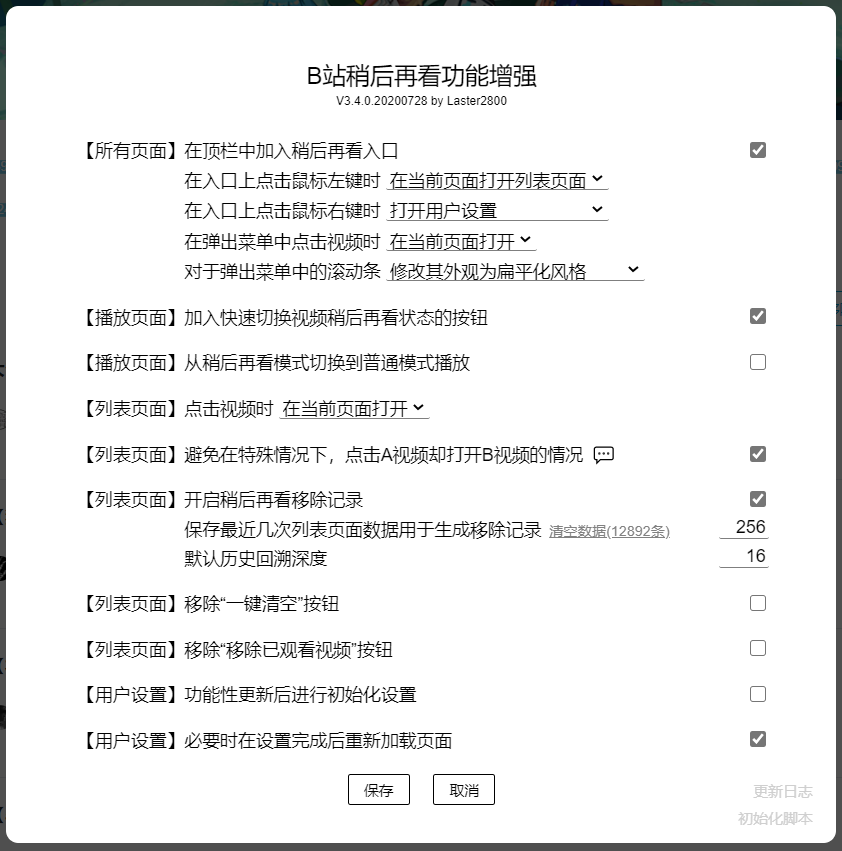 B站稍后再看功能增强
V3.4.0.20200728 by Laster2800
【所有页面】在顶栏中加入稍后再看入口
在入口上点击鼠标左键时 在当前页面打开列表页面
在入口上点击鼠标右键时 打开用户设置
在弹出菜单中点击视频时 在当前页面打开
对于弹出菜单中的滚动条 修改其外观为扁平化风格
【播放页面】加入快速切换视频稍后再看状态的按钮
【播放页面】从稍后再看模式切换到普通模式播放
【列表页面】点击视频时 在当前页面打开
【列表页面】避免在特殊情况下，点击A视频却打开B视频的情况
【列表页面】开启稍后再看移除记录
保存最近几次列表页面数据用于生成移除记录 清空数据(12892条) 256
默认历史回溯深度 16
【列表页面】移除“一键清空”按钮
【列表页面】移除“移除已观看视频”按钮
【用户设置】功能性更新后进行初始化设置
【用户设置】必要时在设置完成后重新加载页面
保存 取消
更新日志
初始化脚本